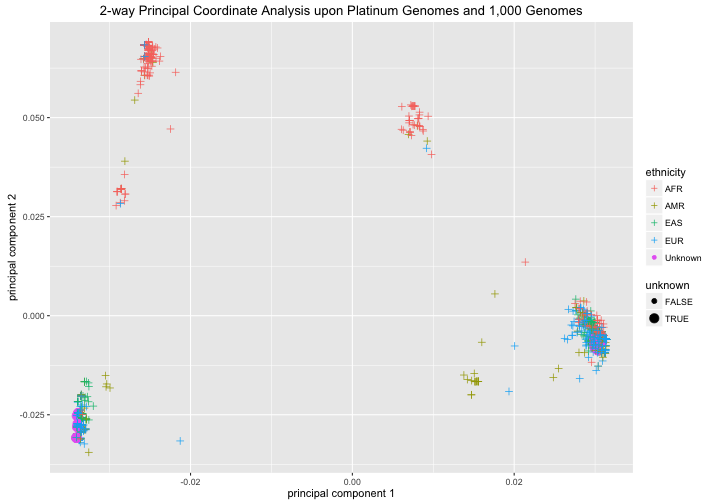 2-way Principal Coordinate Analysis upon Platinum Genomes and 1,000 Genomes
principal component 2
0.050
0.025
0.000
-0.025
-0.02
0.00
0.02
principal component 1
ethnicity
AFR
AMR
EAS
EUR
Unknown
unknown
FALSE
TRUE